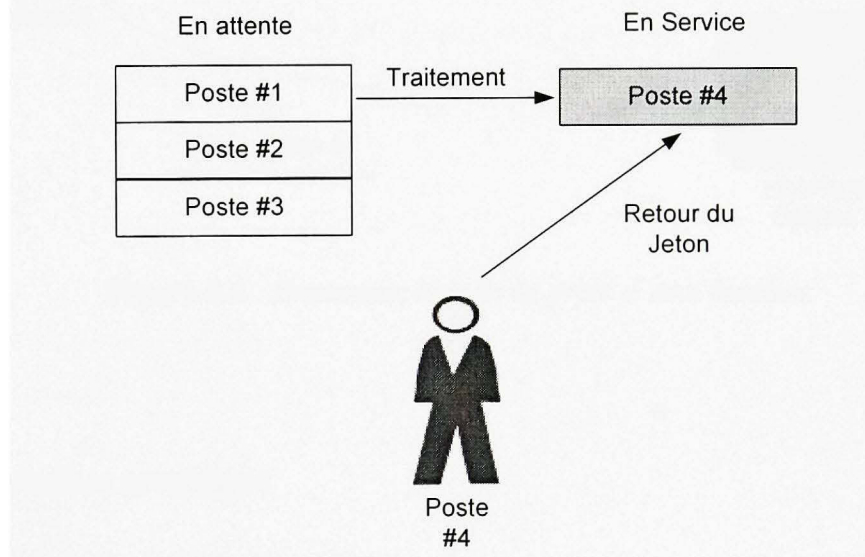 En attente
En Service
Poste #1
Traitement
Poste #4
Poste #2
Poste #3
Retour du
Jeton
Poste
#4